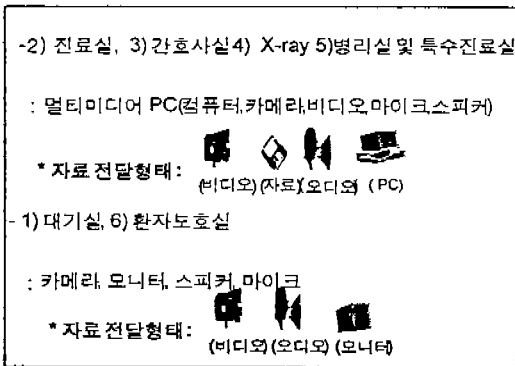 -2) 진료실, 3)간호사실4) X-ray 5)병리실및 특수진료실
: 멀티미디어 PC(컴퓨터,카메라,비디오,마이크,스피커)
* 자료전달형태:
(비디오) (자료)(오디오) (PC)
- 1)대기실, 6)환자도호실
: 카메라, 모니터, 스피커, 마이크
* 자료전달형태:
(비디오)(오디오) (모니터)